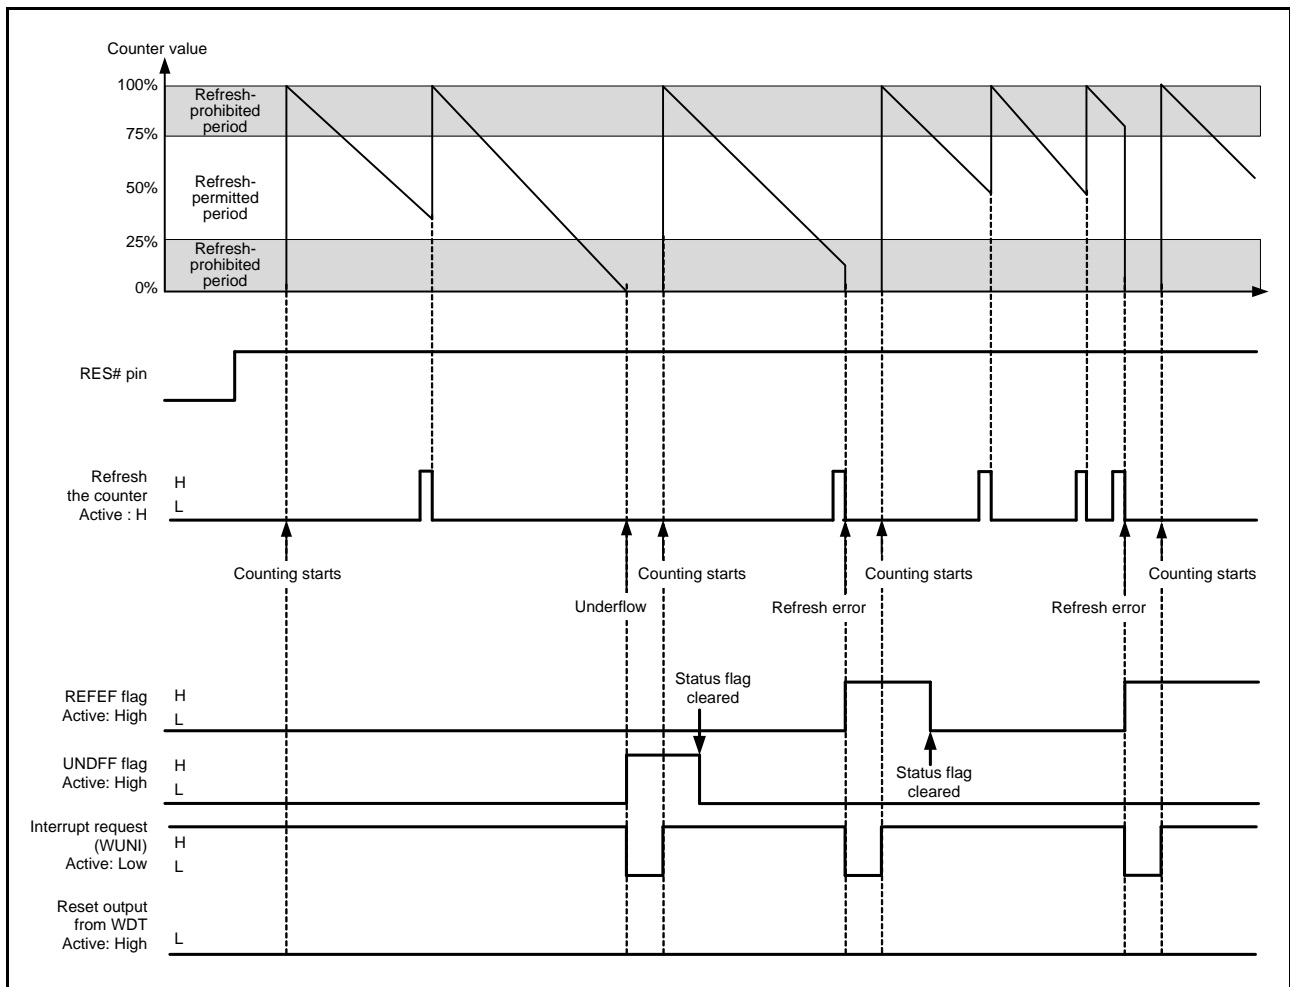 Counter value
100%
Refresh-
prohibited
period
75%
Refresh-
permitted
period
50%
25%
Refresh-
prohibited
period
0%
RES# pin
Refresh
the counter
Active : H
H
L
Counting starts
Counting starts
Counting starts
Counting starts
Underflow
Refresh error
Refresh error
REFEF flag
Active: High
H
L
Status flag
cleared
UNDFF flag
Active: High
H
L
Status flag
cleared
Interrupt request
(WUNI)
Active: Low
H
L
Reset output
from WDT
Active: High
L